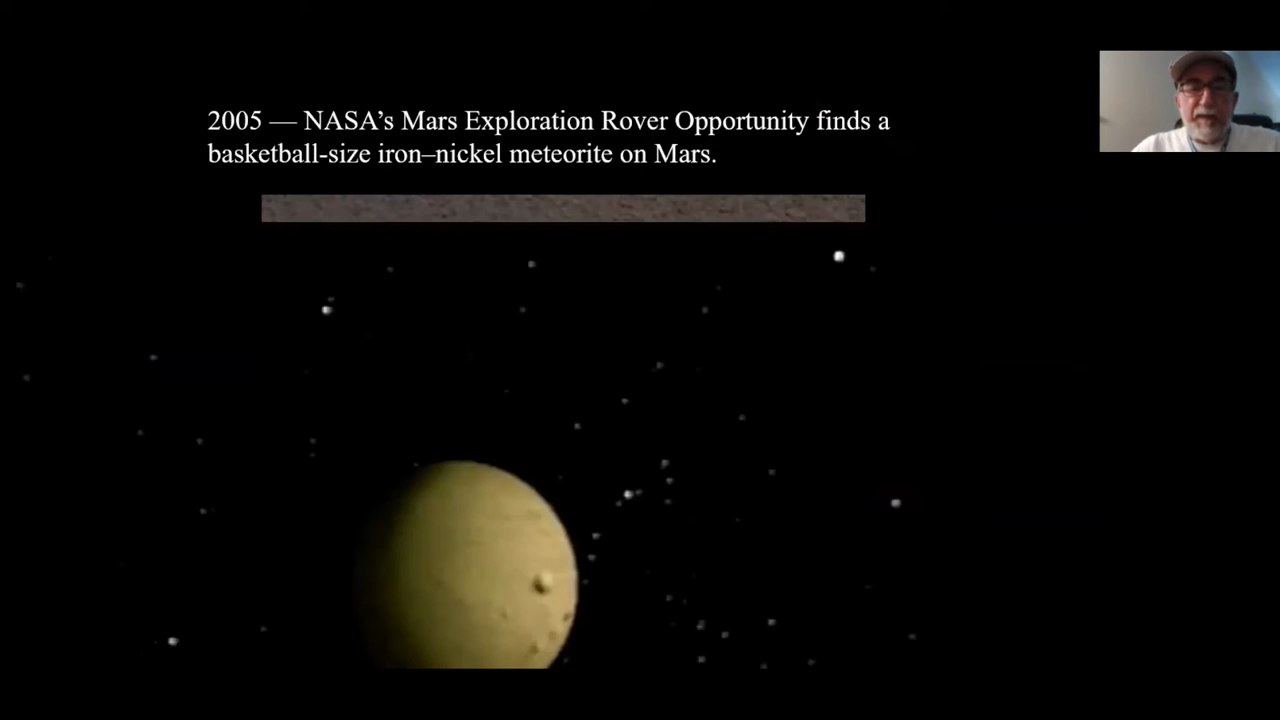 2005 — NASA’s Mars Exploration Rover Opportunity finds a
basketball-size iron–nickel meteorite on Mars.